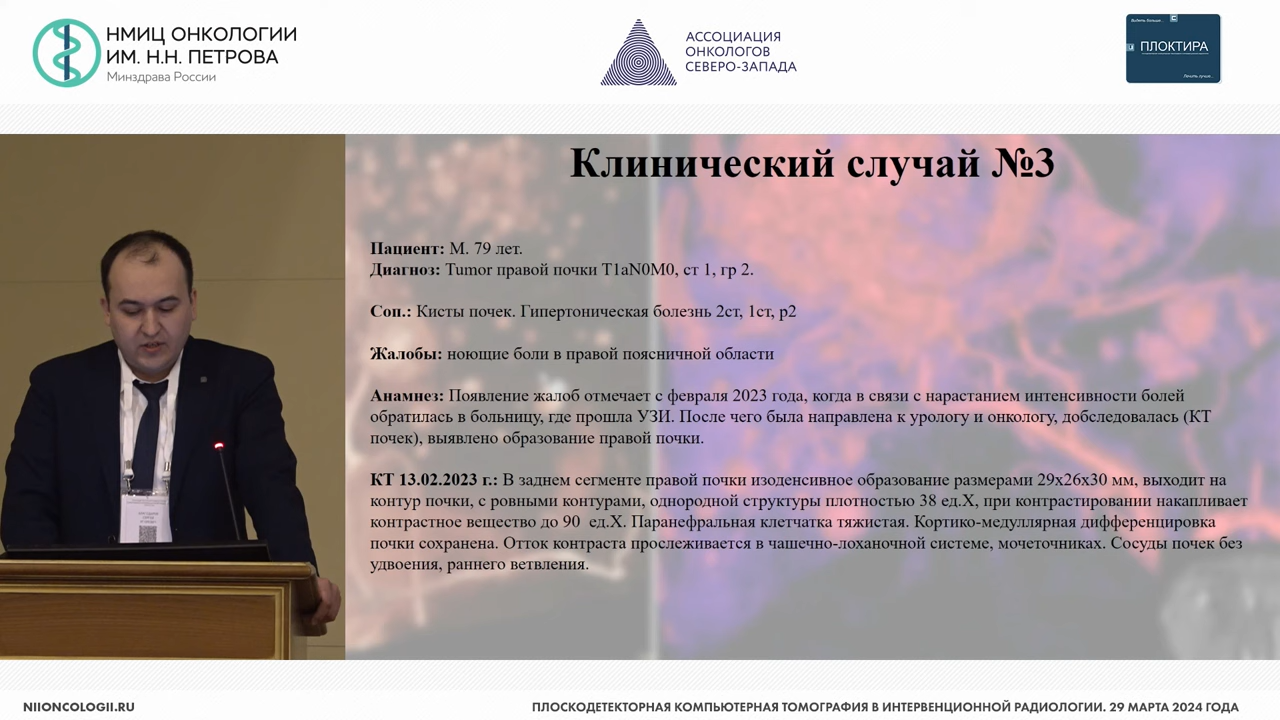 НМИЦ ОНКОЛОГИИ
ИМ. Н.Н. ПЕТРОВА
Минздрава России
АССОЦИАЦИЯ
ОНКОЛОГОВ
СЕВЕРО-ЗАПАДА
ПЛОКТИРА
Клинический случай №3
Пациент: М. 79 лет.
Диагноз: Tumor правой почки T1aN0M0, ст 1, гр 2.
Соп.: Кисты почек. Гипертоническая болезнь 2ст, 1ст, р2
Жалобы: ноющие боли в правой поясничной области
Анамнез: Появление жалоб отмечает с февраля 2023 года, когда в связи с нарастанием интенсивности болей
обратилась в больницу, где прошла УЗИ. После чего была направлена к урологу и онкологу, добследовалась (КТ
почек), выявлено образование правой почки.
КТ 13.02.2023 г.: В заднем сегменте правой почки изоденсивное образование размерами 29х26х30 мм, выходит на
контур почки, с ровными контурами, однородной структуры плотностью 38 ед.Х, при контрастировании накапливает
контрастное вещество до 90 ед.Х. Паранефральная клетчатка тяжистая. Кортико-медуллярная дифференцировка
почки сохранена. Отток контраста прослеживается в чашечно-лоханочной системе, мочеточниках. Сосуды почек без
удвоения, раннего ветвления.
NIIONCOLOGII.RU
ПЛОСКОДЕТЕКТОРНАЯ КОМПЬЮТЕРНАЯ ТОМОГРАФИЯ В ИНТЕРВЕНЦИОННОЙ РАДИОЛОГИИ. 29 МАРТА 2024 ГОДА